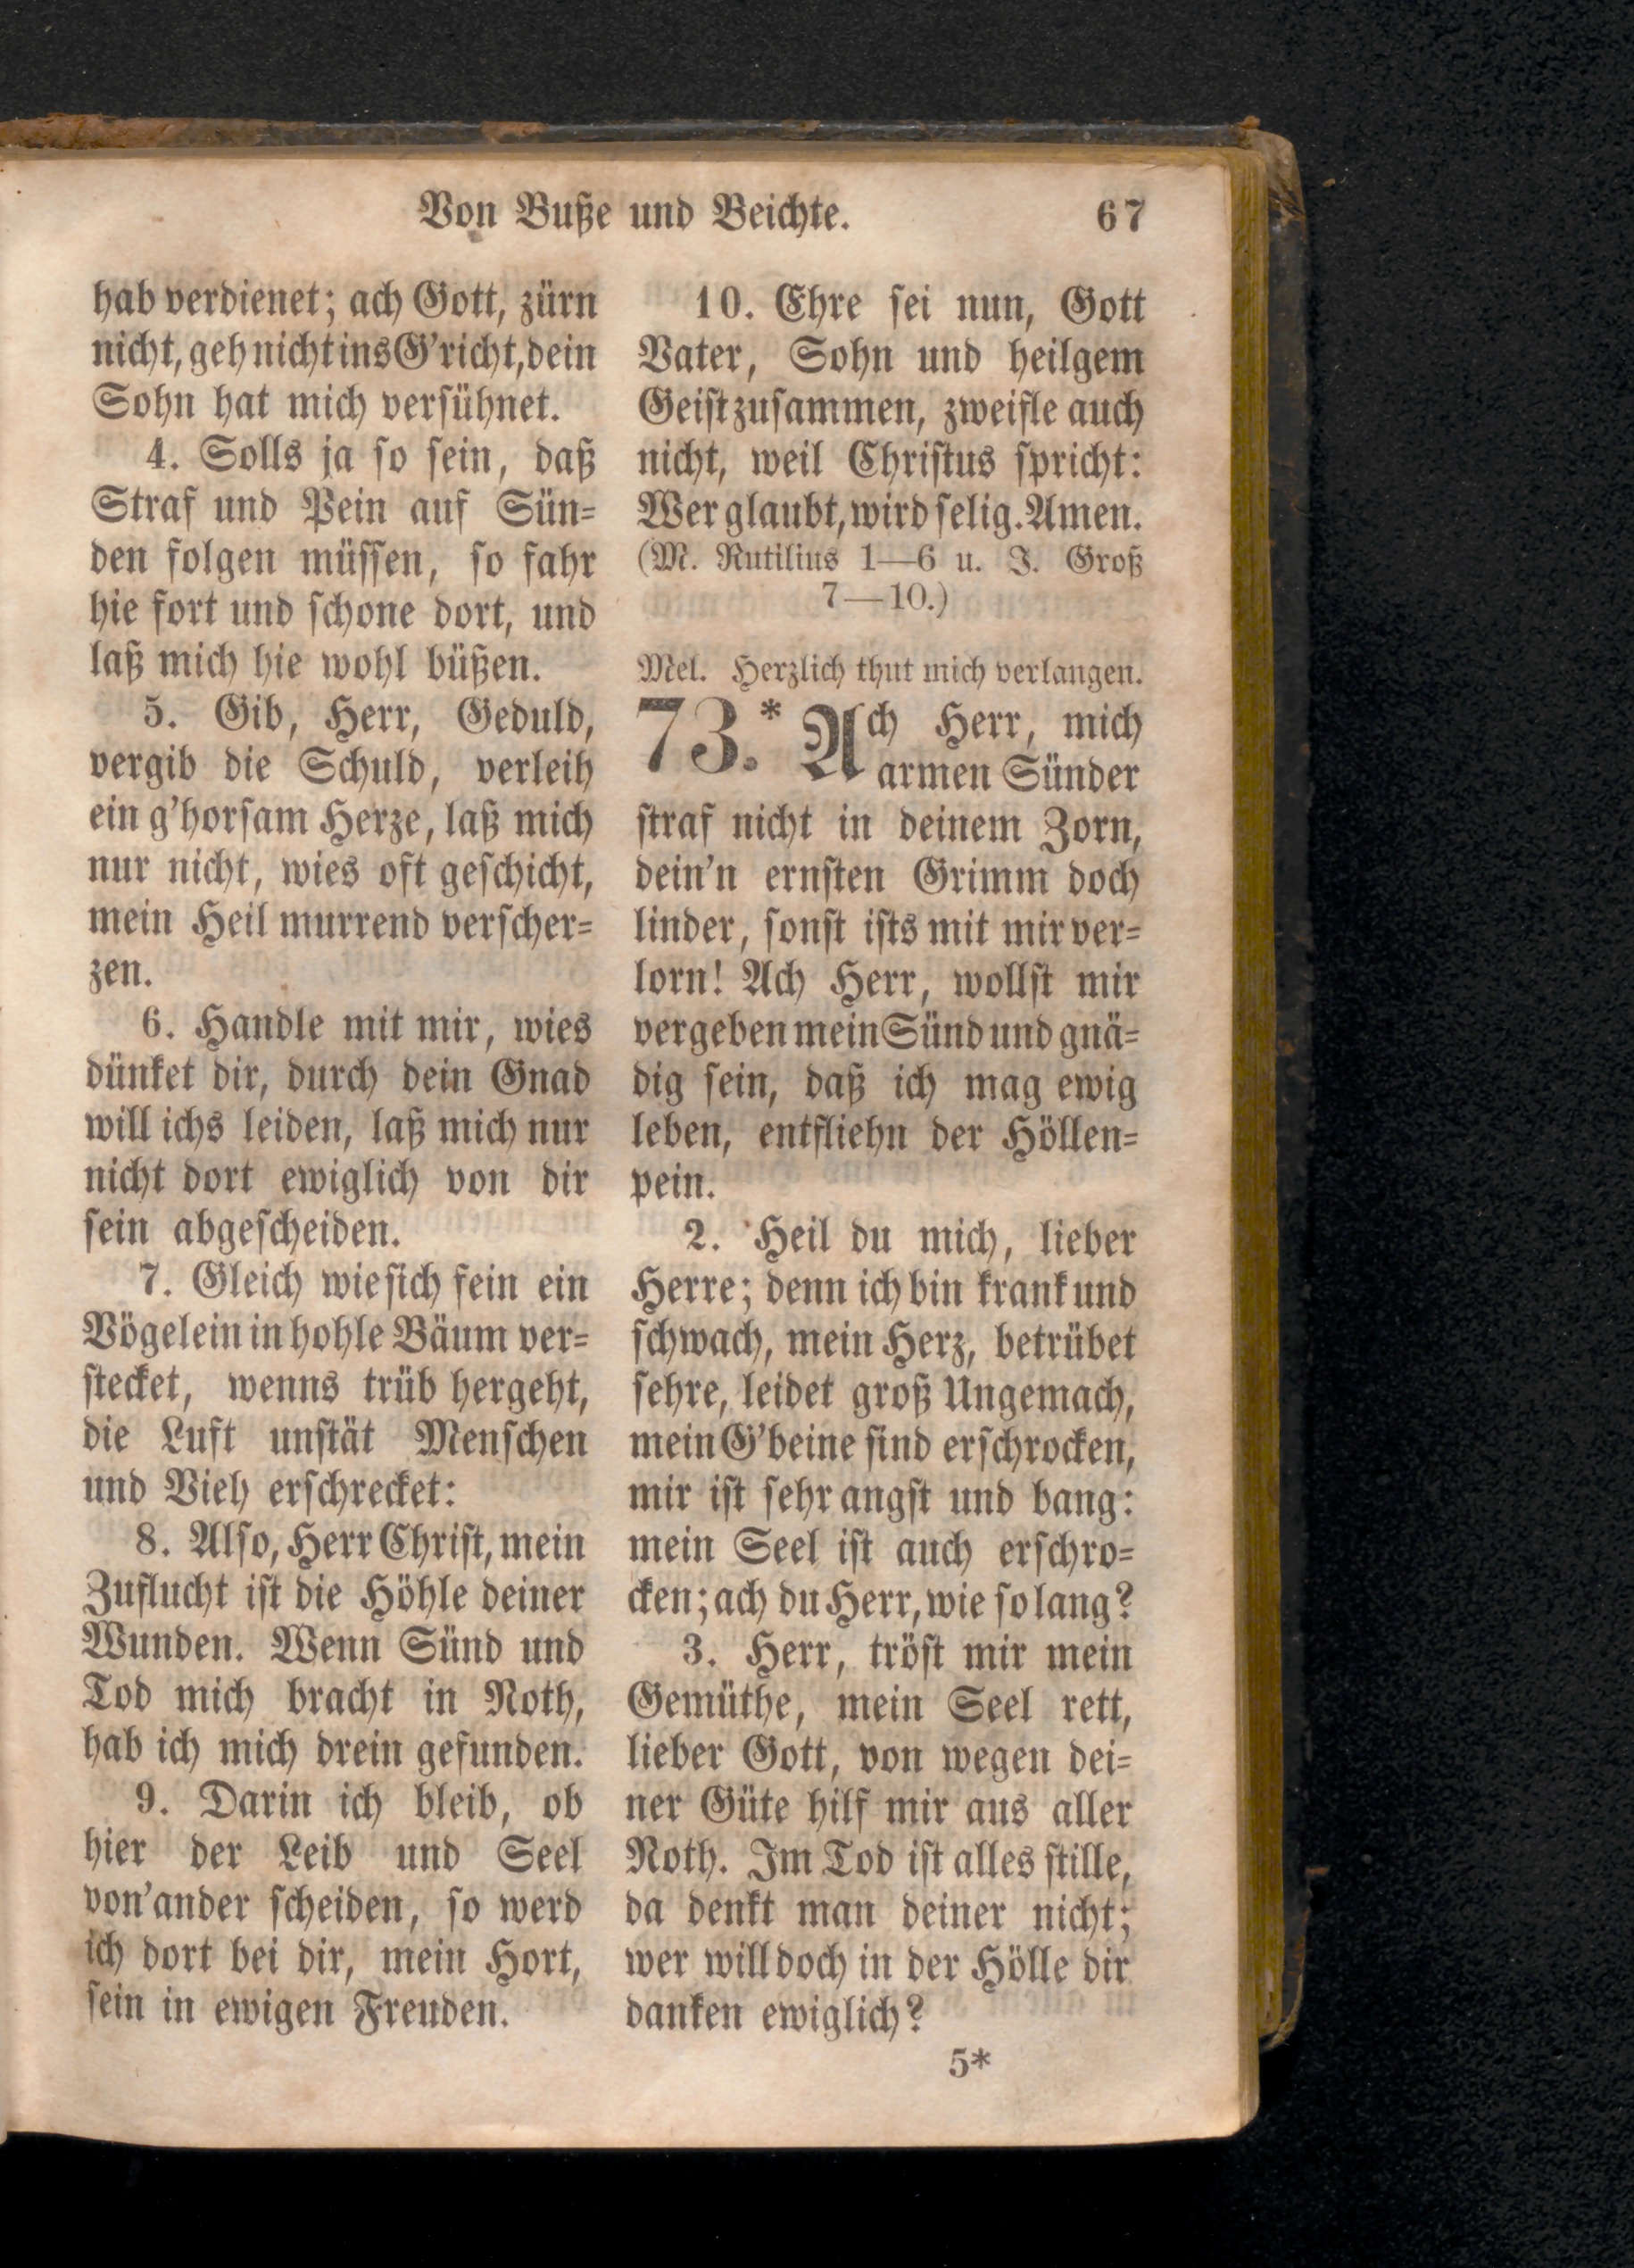 Von Buße und Beichte. 67
hab verdienet; ach Gott, zürn
nicht, geh nicht ins G'richt, dein
Sohn hat mich versühnet.
4. Solls ja so sein, daß
Straf und Pein auf Sün-
den folgen müssen, so fahr
hie fort und schone dort, und
laß mich hie wohl büßen.
5. Gib, Herr, Geduld,
vergib die Schuld, verleih
ein g'horsam Herze, laß mich
nur nicht, wies oft geschicht,
mein Heil murrend verscher-
zen.
6. Handle mit mir, wies
dünket dir, durch dein Gnad
will ichs leiden, laß mich nur
nicht dort ewiglich von dir
sein abgescheiden.
7. Gleich wie sich fein ein
Vögelein in hohle Bäum ver-
stecket, wenns trüb hergeht,
die Luft unstät Menschen
und Vieh erschrecket:
8. Also, Herr Christ, mein
Zuflucht ist die Höhle deiner
Wunden. Wenn Sünd und
Tod mich bracht in Noth,
hab ich mich drein gefunden.
9. Darin ich bleib, ob
hier der Leib und Seel
von'ander scheiden, so werd
ich dort bei dir, mein Hort,
sein in ewigen Freuden.
10. Ehre sei nun, Gott
Vater, Sohn und heilgem
Geist zusammen, zweifle auch
nicht, weil Christus spricht:
Wer glaubt, wird selig. Amen.
(M. Rutilius 1—6 u. J. Groß
7—10.)
Mel. Herzlich thut mich verlangen.
73.* Ach Herr, mich
armen Sünder
straf nicht in deinem Zorn,
dein'n ernsten Grimm doch
linder, sonst ists mit mir ver-
lorn! Ach Herr, wollst mir
vergeben mein Sünd und gnä-
dig sein, daß ich mag ewig
leben, entfliehn der Höllen-
pein.
2. Heil du mich, lieber
Herre; denn ich bin krank und
schwach, mein Herz, betrübet
sehre, leidet groß Ungemach,
mein G'beine sind erschrocken,
mir ist sehr angst und bang:
mein Seel ist auch erschro-
cken; ach du Herr, wie so lang?
3. Herr, tröst mir mein
Gemüthe, mein Seel rett,
lieber Gott, von wegen dei-
ner Güte hilf mir aus aller
Noth. Im Tod ist alles stille,
da denkt man deiner nicht;
wer will doch in der Hölle dir
danken ewiglich?
5*